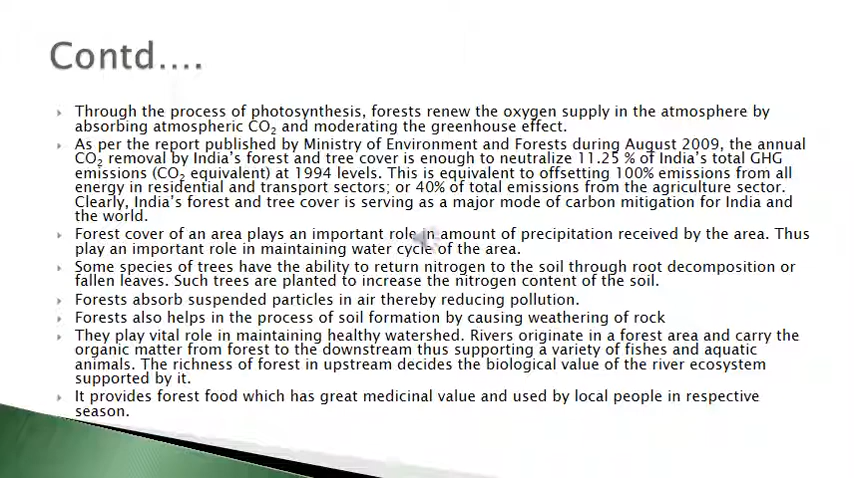 Contd....
Through the process of photosynthesis, forests renew the oxygen supply in the atmosphere by
absorbing atmospheric CO₂ and moderating the greenhouse effect.
As per the report published by Ministry of Environment and Forests during August 2009, the annual
CO₂ removal by India's forest and tree cover is enough to neutralize 11.25 % of India's total GHG
emissions (CO₂ equivalent) at 1994 levels. This is equivalent to offsetting 100% emissions from all
energy in residential and transport sectors; or 40% of total emissions from the agriculture sector.
Clearly, India's forest and tree cover is serving as a major mode of carbon mitigation for India and
the world.
Forest cover of an area plays an important role in amount of precipitation received by the area. Thus
play an important role in maintaining water cycle of the area.
Some species of trees have the ability to return nitrogen to the soil through root decomposition or
fallen leaves. Such trees are planted to increase the nitrogen content of the soil.
Forests absorb suspended particles in air thereby reducing pollution.
Forests also helps in the process of soil formation by causing weathering of rock
They play vital role in maintaining healthy watershed. Rivers originate in a forest area and carry the
organic matter from forest to the downstream thus supporting a variety of fishes and aquatic
animals. The richness of forest in upstream decides the biological value of the river ecosystem
supported by it.
It provides forest food which has great medicinal value and used by local people in respective
season.